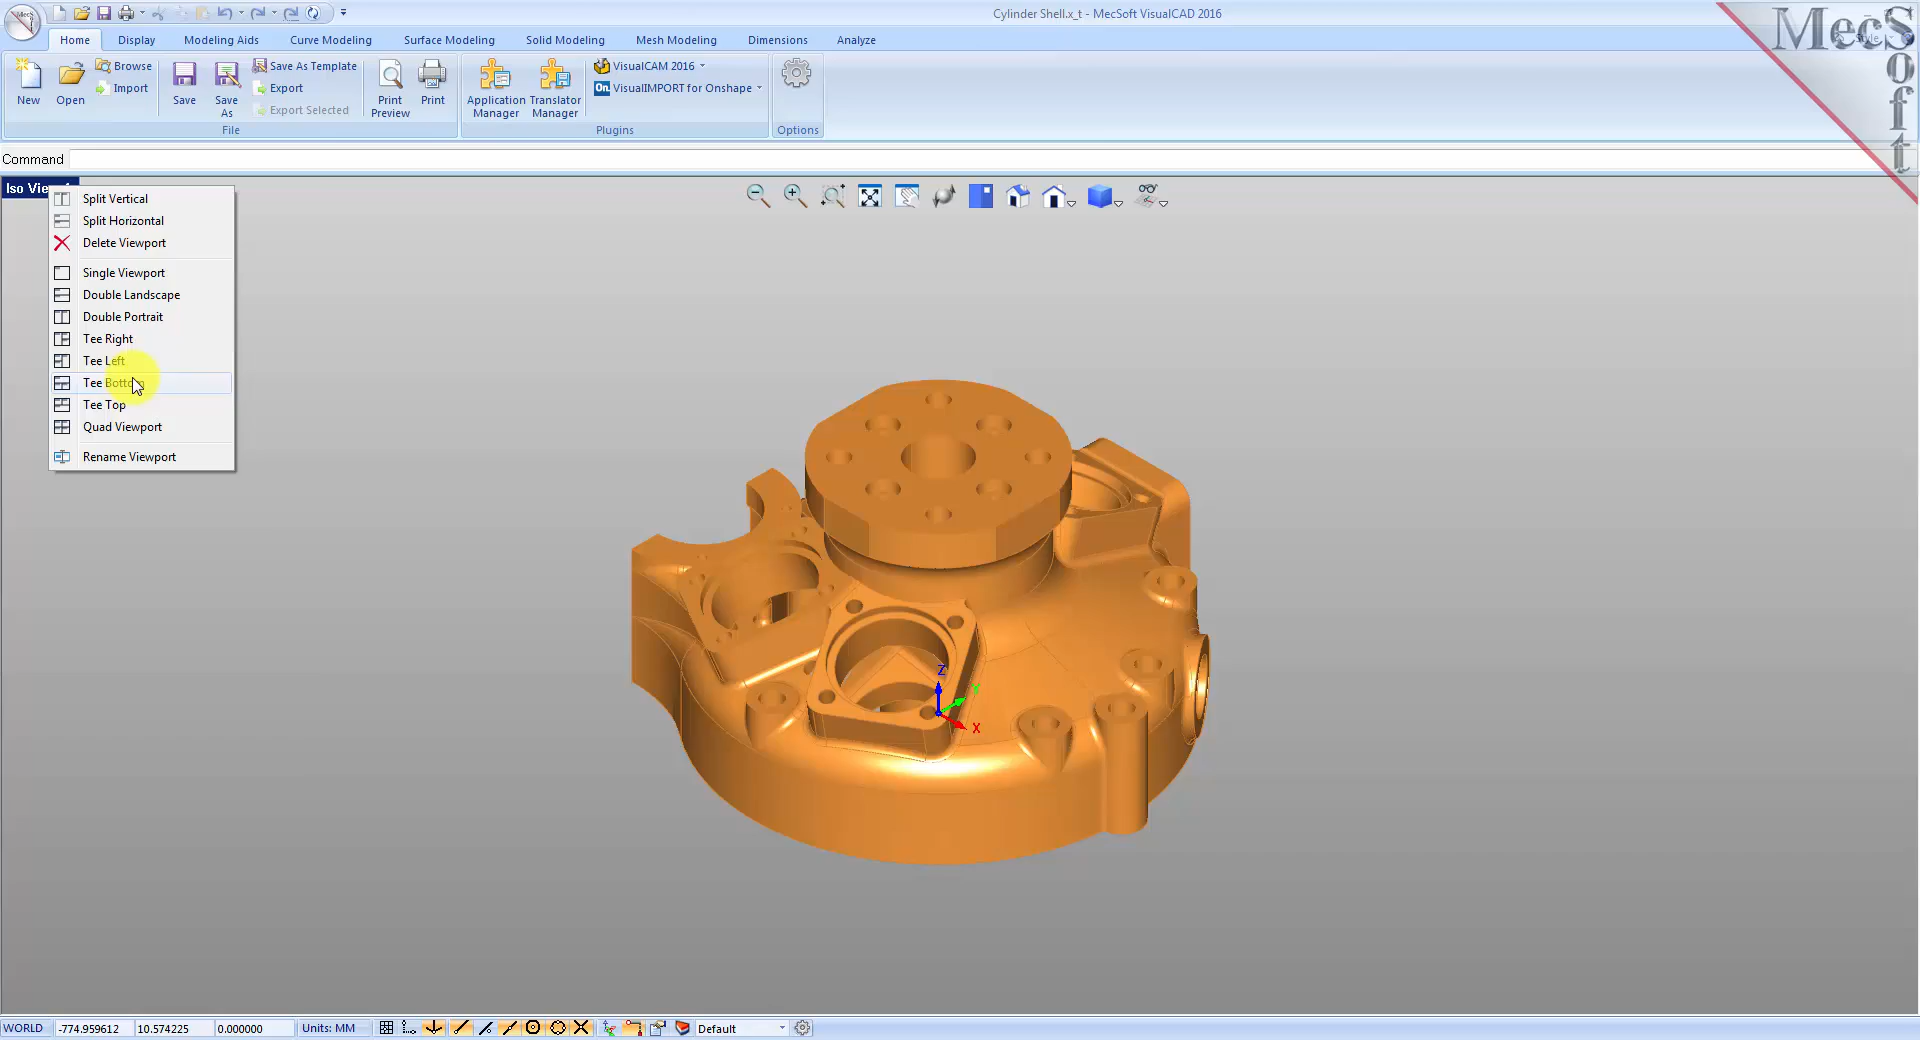 Cylinder Shell.x_t - MecSoft VisualCAD 2016
MecSoft
Home Display Modeling Aids Curve Modeling Surface Modeling Solid Modeling Mesh Modeling Dimensions Analyze Style
New
Open
Browse
Import
Save
Save As
Save As Template
Export
Export Selected
Print Preview
Print
Application Manager
Translator Manager
VisualCAM 2016
On
VisualIMPORT for Onshape
File
Plugins
Options
Command
Iso View
Split Vertical
Split Horizontal
Delete Viewport
Single Viewport
Double Landscape
Double Portrait
Tee Right
Tee Left
Tee Bottom
Tee Top
Quad Viewport
Rename Viewport
Z
Y
X
WORLD -774.959612 10.574225 0.000000 Units: MM Default